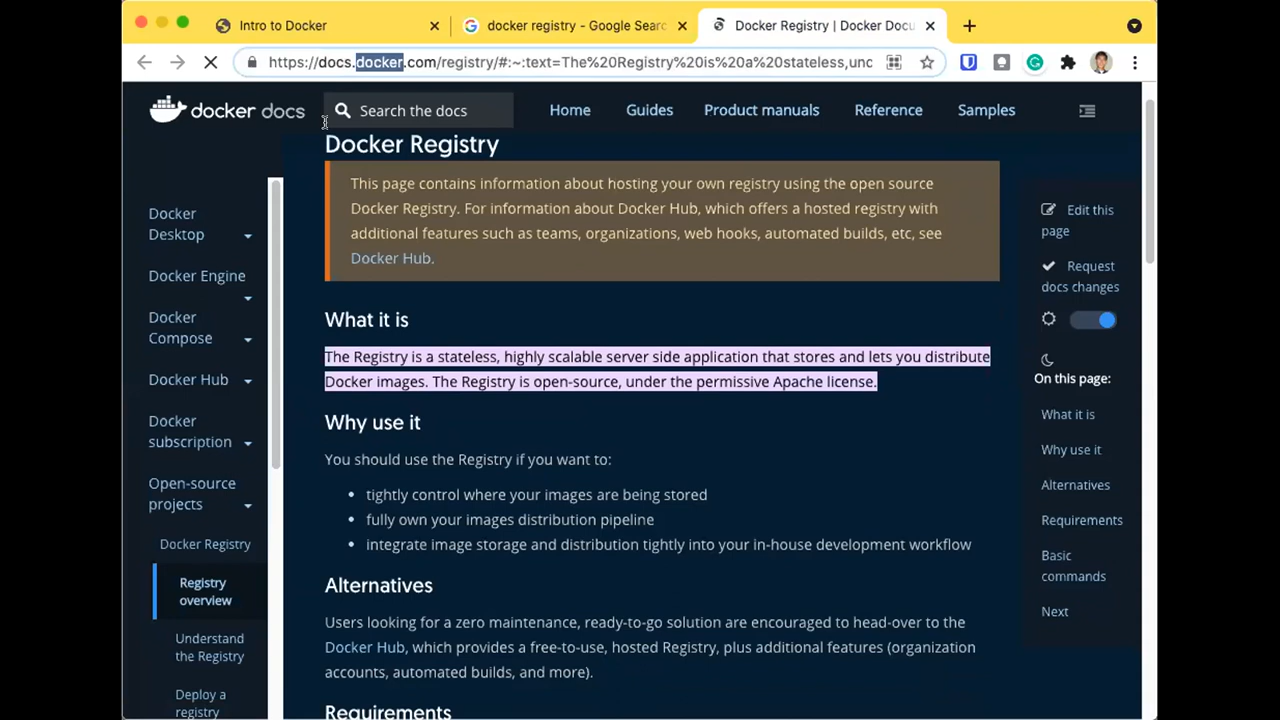 Intro to Docker
docker registry - Google Searc
Docker Registry | Docker Docu
https://docs.docker.com/registry/#:~:text=The%20Registry%20is%20a%20stateless,unc
docker docs
Search the docs
Home
Guides
Product manuals
Reference
Samples
Docker Registry
This page contains information about hosting your own registry using the open source
Docker Registry. For information about Docker Hub, which offers a hosted registry with
additional features such as teams, organizations, web hooks, automated builds, etc, see
Docker Hub.
What it is
The Registry is a stateless, highly scalable server side application that stores and lets you distribute
Docker images. The Registry is open-source, under the permissive Apache license.
Why use it
You should use the Registry if you want to:
• tightly control where your images are being stored
• fully own your images distribution pipeline
• integrate image storage and distribution tightly into your in-house development workflow
Alternatives
Users looking for a zero maintenance, ready-to-go solution are encouraged to head-over to the
Docker Hub, which provides a free-to-use, hosted Registry, plus additional features (organization
accounts, automated builds, and more).
Requirements
Docker
Desktop
Docker Engine
Docker
Compose
Docker Hub
Docker
subscription
Open-source
projects
Docker Registry
Registry
overview
Understand
the Registry
Deploy a
registry
Edit this
page
Request
docs changes
On this page:
What it is
Why use it
Alternatives
Requirements
Basic
commands
Next